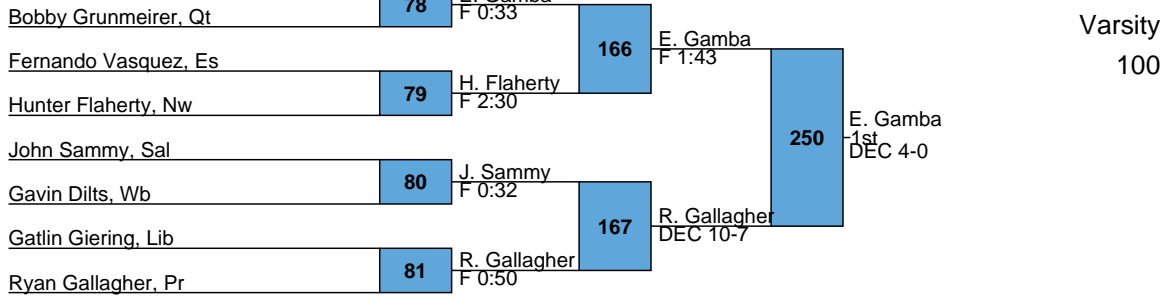 78
E. Gamba
F 0:33
Bobby Grunmeirer, Qt
Varsity
100
166
E. Gamba
F 1:43
Fernando Vasquez, Es
79
H. Flaherty
F 2:30
Hunter Flaherty, Nw
250
E. Gamba
1st
DEC 4-0
John Sammy, Sal
80
J. Sammy
F 0:32
Gavin Dilts, Wb
167
R. Gallagher
DEC 10-7
Gatlin Giering, Lib
81
R. Gallagher
F 0:50
Ryan Gallagher, Pr